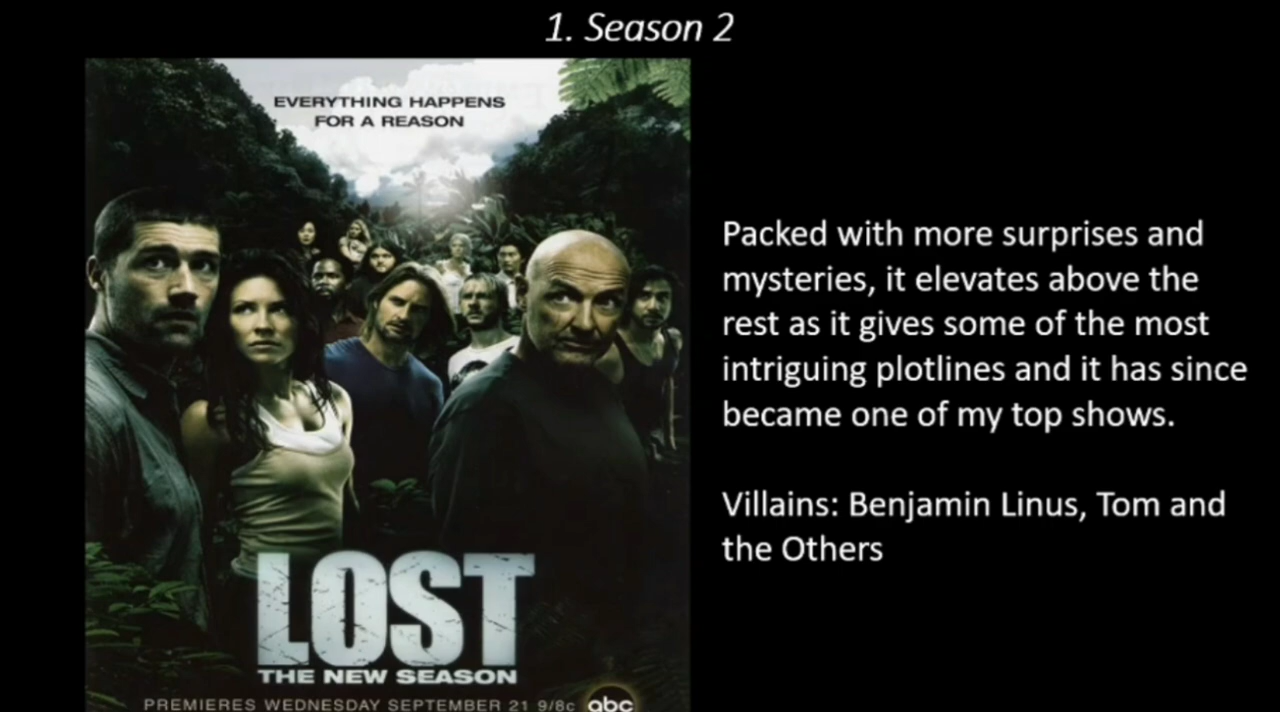 1. Season 2
EVERYTHING HAPPENS
FOR A REASON
Packed with more surprises and
mysteries, it elevates above the
rest as it gives some of the most
intriguing plotlines and it has since
became one of my top shows.
Villains: Benjamin Linus, Tom and
the Others
LOST
THE NEW SEASON
PREMIERES WEDNESDAY SEPTEMBER 21 9/8c abc